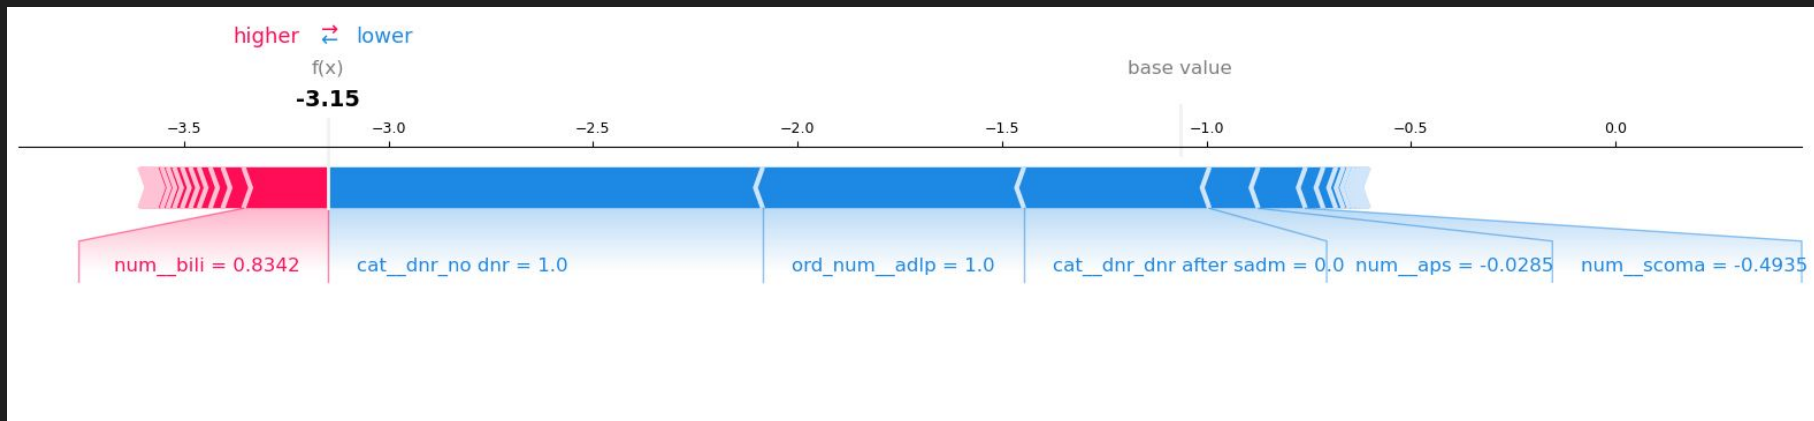 higher ⇄ lower
f(x)
base value
-3.15
−3.5 −3.0 −2.5 −2.0 −1.5 −1.0 −0.5 0.0
num__bili = 0.8342 cat__dnr_no dnr = 1.0 ord_num__adlp = 1.0 cat__dnr_dnr after sadm = 0.0 num__aps = -0.0285 num__scoma = -0.4935